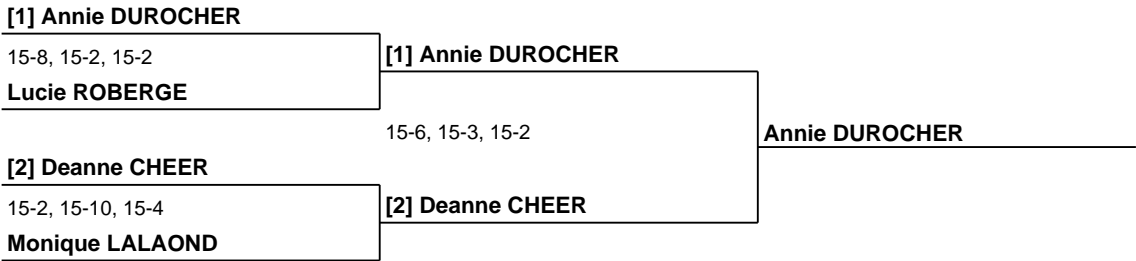 [1] Annie DUROCHER
15-8, 15-2, 15-2
[1] Annie DUROCHER
Lucie ROBERGE
15-6, 15-3, 15-2
Annie DUROCHER
[2] Deanne CHEER
15-2, 15-10, 15-4
[2] Deanne CHEER
Monique LALAOND